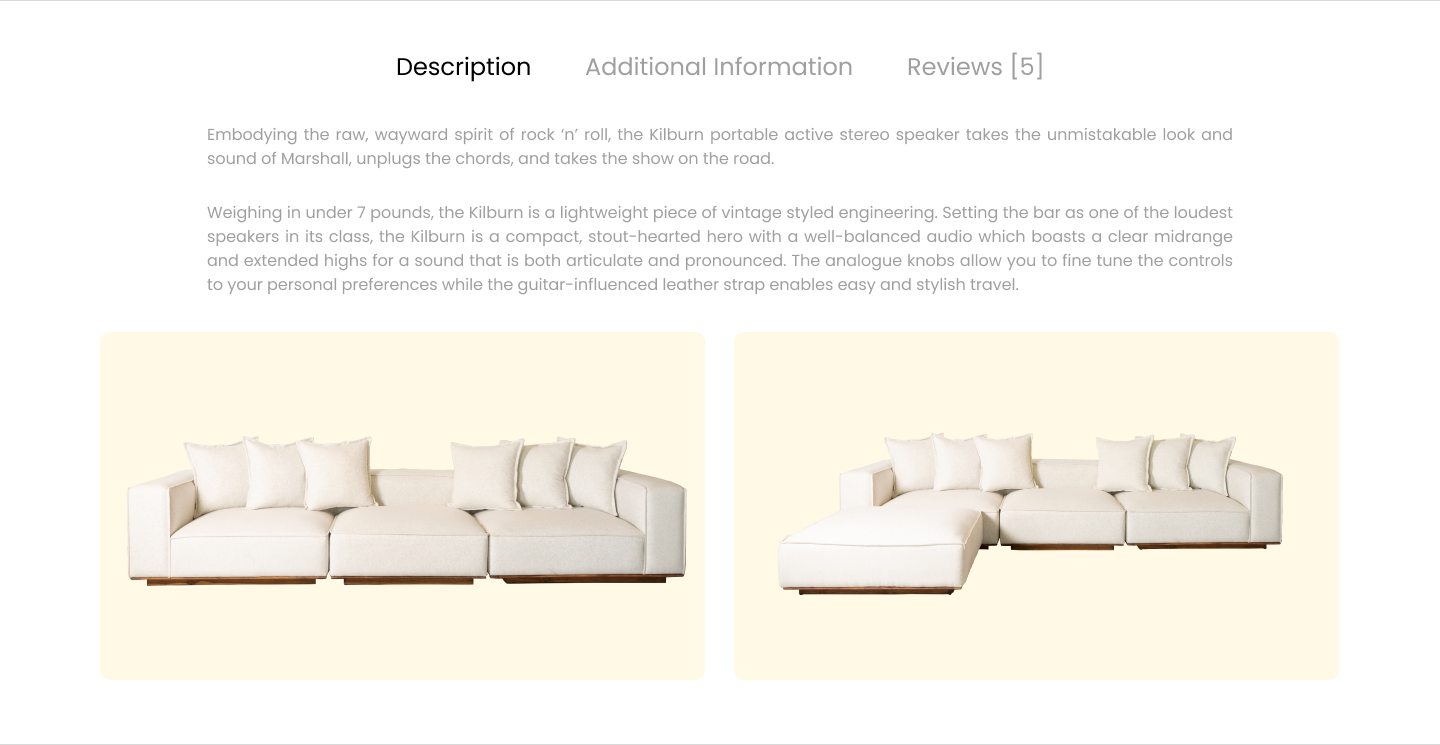 Description Additional Information Reviews [5]
Embodying the raw, wayward spirit of rock ‘n’ roll, the Kilburn portable active stereo speaker takes the unmistakable look and
sound of Marshall, unplugs the chords, and takes the show on the road.
Weighing in under 7 pounds, the Kilburn is a lightweight piece of vintage styled engineering. Setting the bar as one of the loudest
speakers in its class, the Kilburn is a compact, stout-hearted hero with a well-balanced audio which boasts a clear midrange
and extended highs for a sound that is both articulate and pronounced. The analogue knobs allow you to fine tune the controls
to your personal preferences while the guitar-influenced leather strap enables easy and stylish travel.